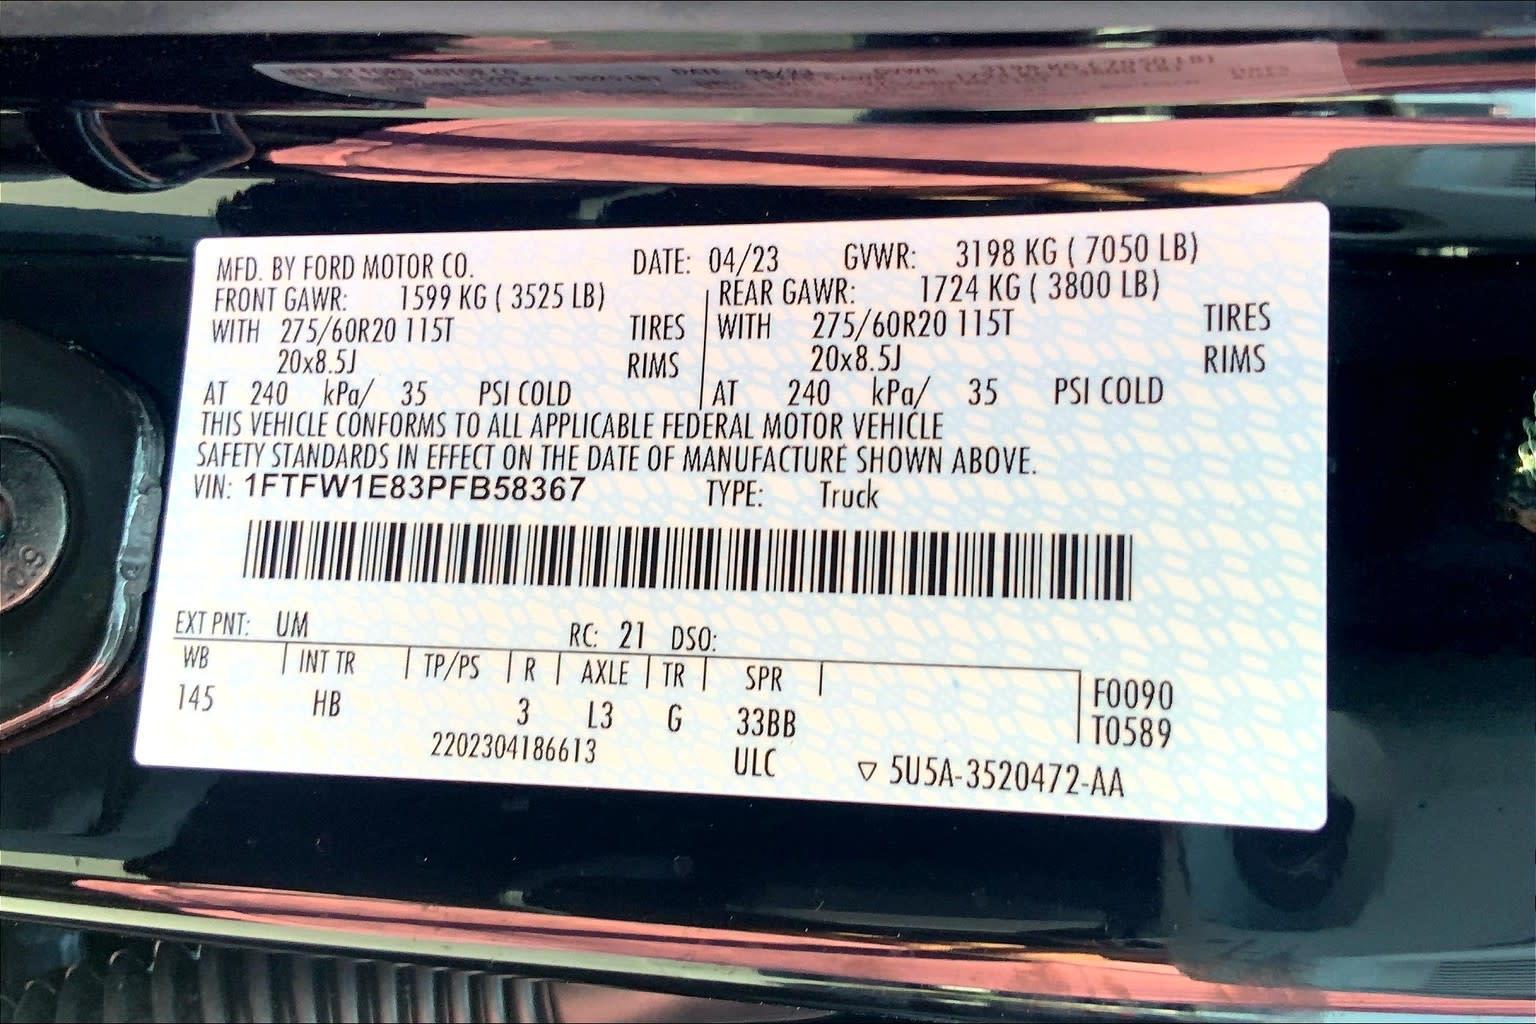 MFD. BY FORD MOTOR CO. DATE: 04/23 GVWR: 3198 KG ( 7050 LB)
FRONT GAWR: 1599 KG ( 3525 LB) REAR GAWR: 1724 KG ( 3800 LB)
WITH 275/60R20 115T TIRES WITH 275/60R20 115T TIRES
20x8.5J RIMS 20x8.5J RIMS
AT 240 kPa/ 35 PSI COLD AT 240 kPa/ 35 PSI COLD
THIS VEHICLE CONFORMS TO ALL APPLICABLE FEDERAL MOTOR VEHICLE
SAFETY STANDARDS IN EFFECT ON THE DATE OF MANUFACTURE SHOWN ABOVE.
VIN: 1FTFW1E83PFB58367 TYPE: Truck
EXT PNT: UM RC: 21 DSO:
WB INT TR TP/PS R AXLE TR SPR
145 HB 3 L3 G 33BB F0090
T0589
2202304186613 ULC ▽ 5U5A-3520472-AA